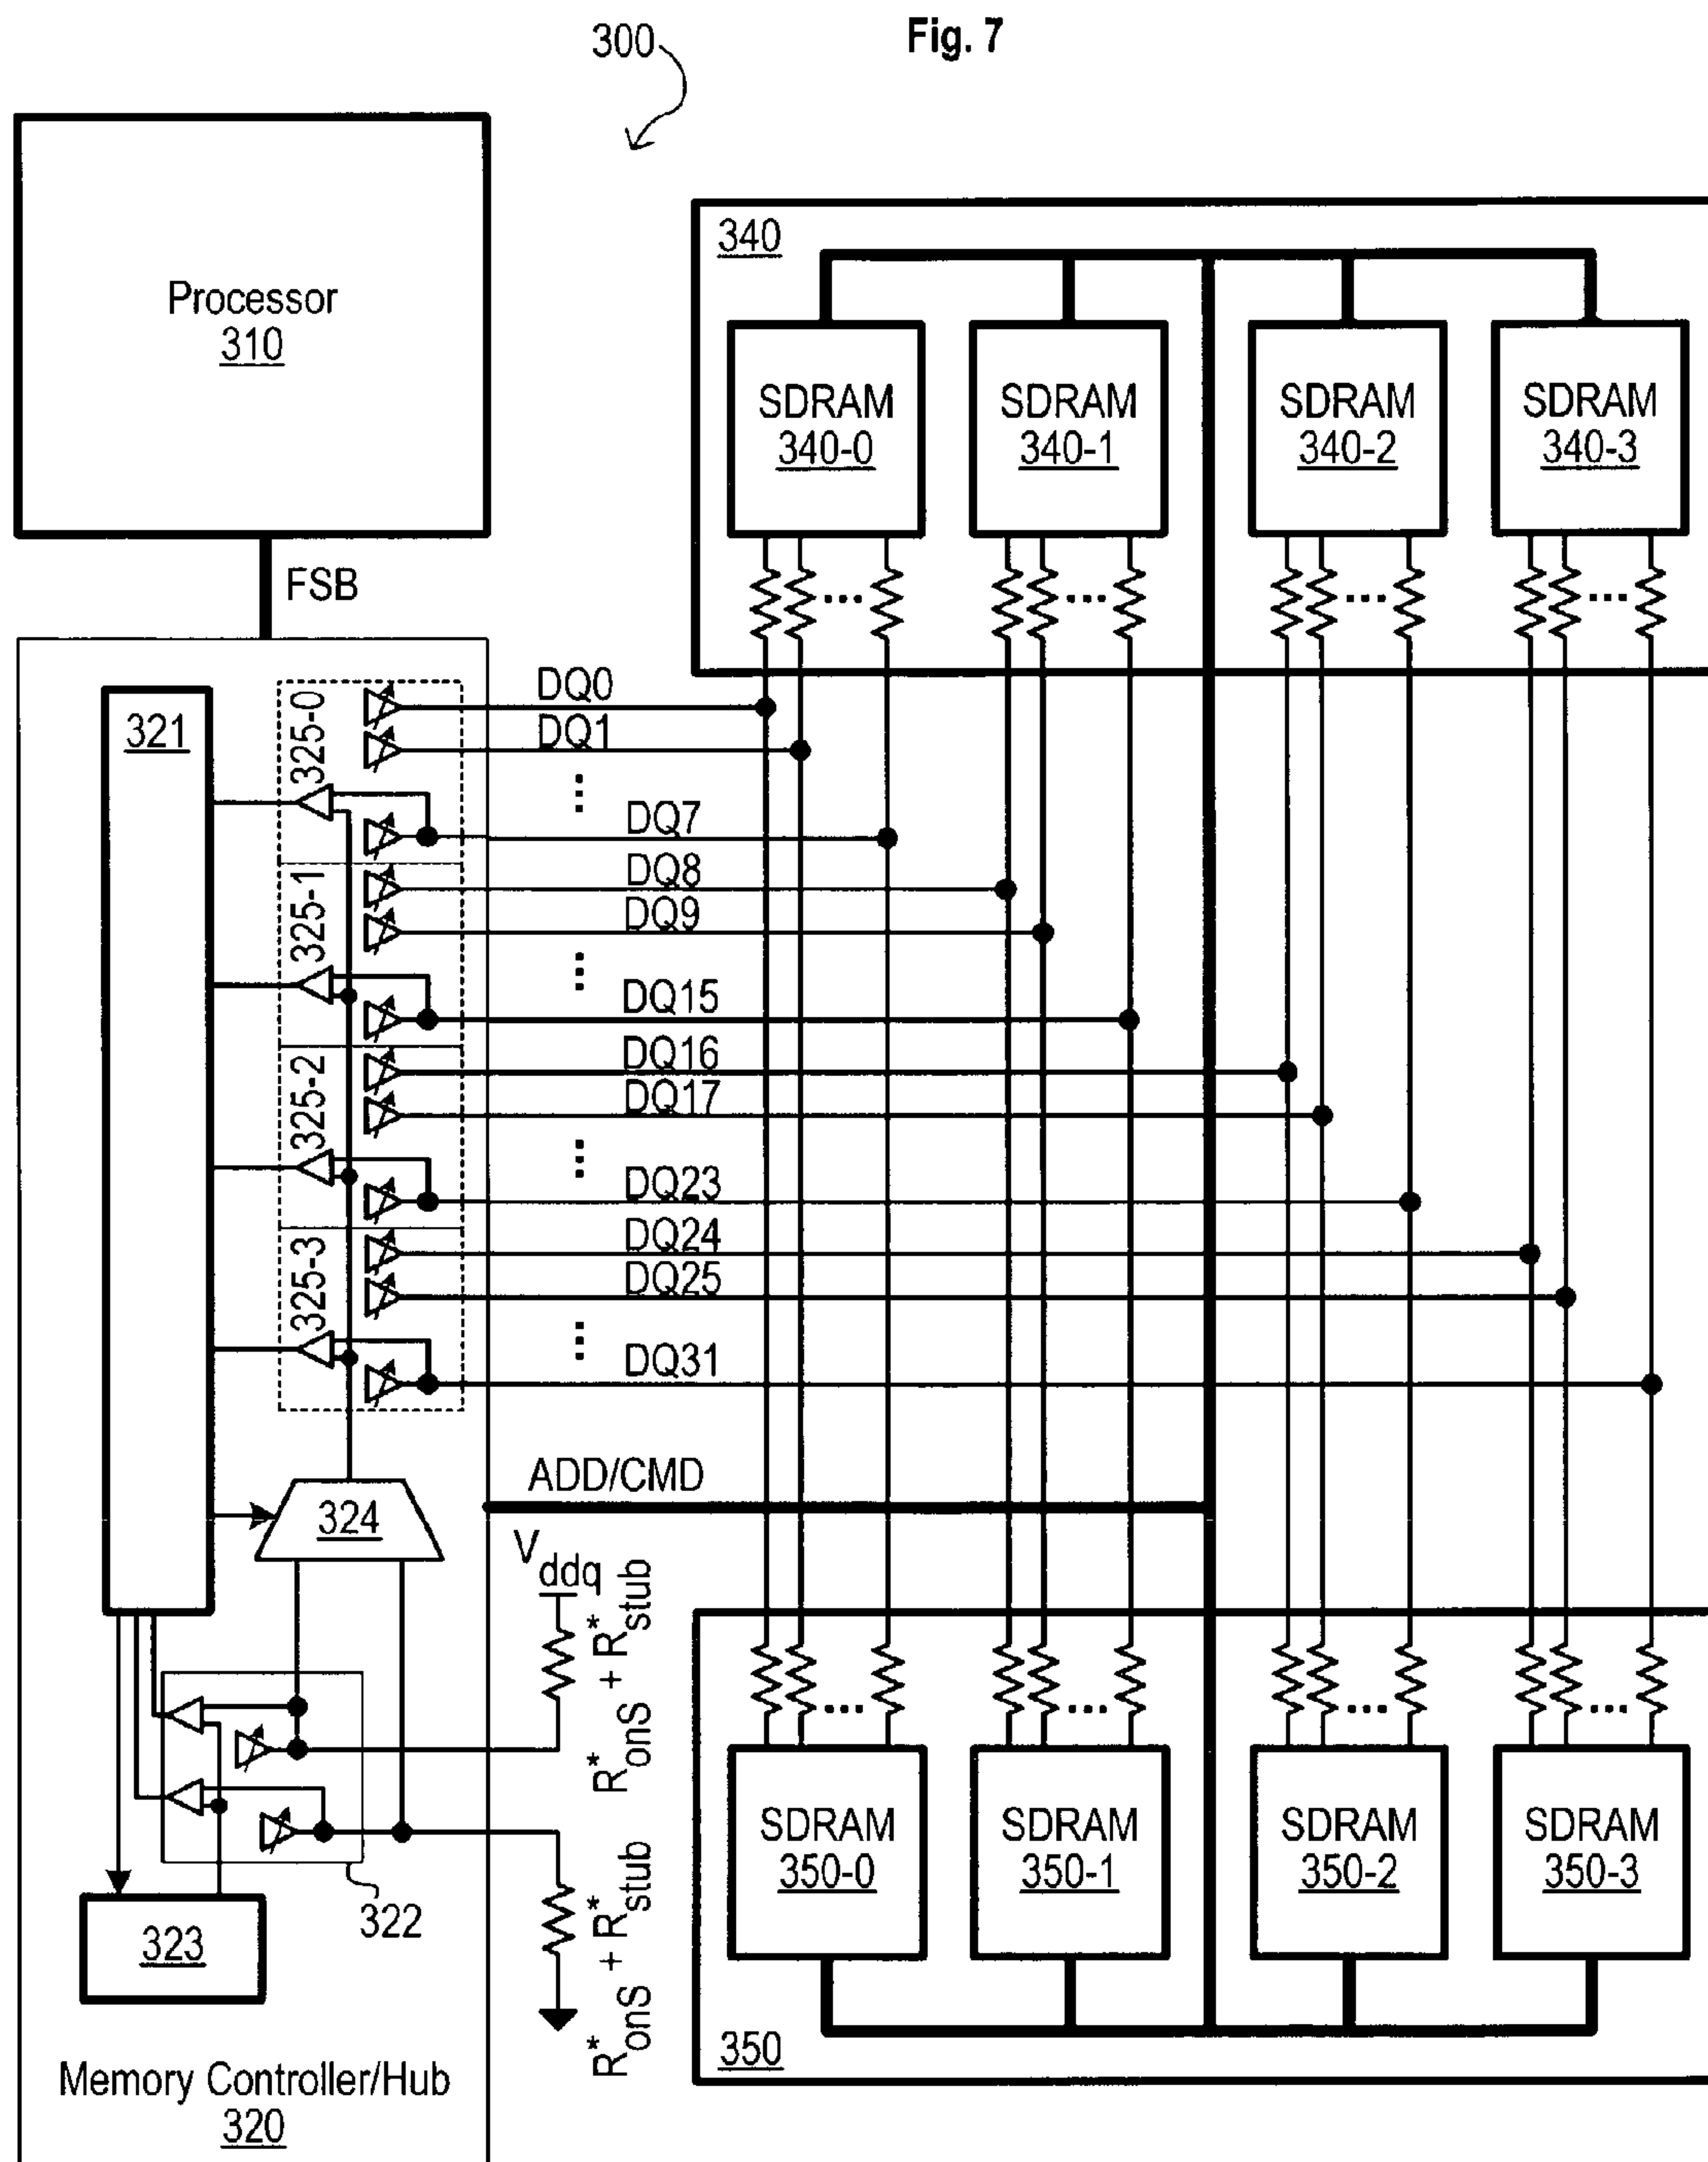 Fig. 7
300
Processor
310
FSB
340
SDRAM
340-0
SDRAM
340-1
SDRAM
340-2
SDRAM
340-3
321
325-0
325-1
325-2
325-3
DQ0
DQ1
DQ7
DQ8
DQ9
DQ15
DQ16
DQ17
DQ23
DQ24
DQ25
DQ31
324
ADD/CMD
Vddq
R*onS + R*stub
R*onS + R*stub
322
323
SDRAM
350-0
SDRAM
350-1
SDRAM
350-2
SDRAM
350-3
350
Memory Controller/Hub
320